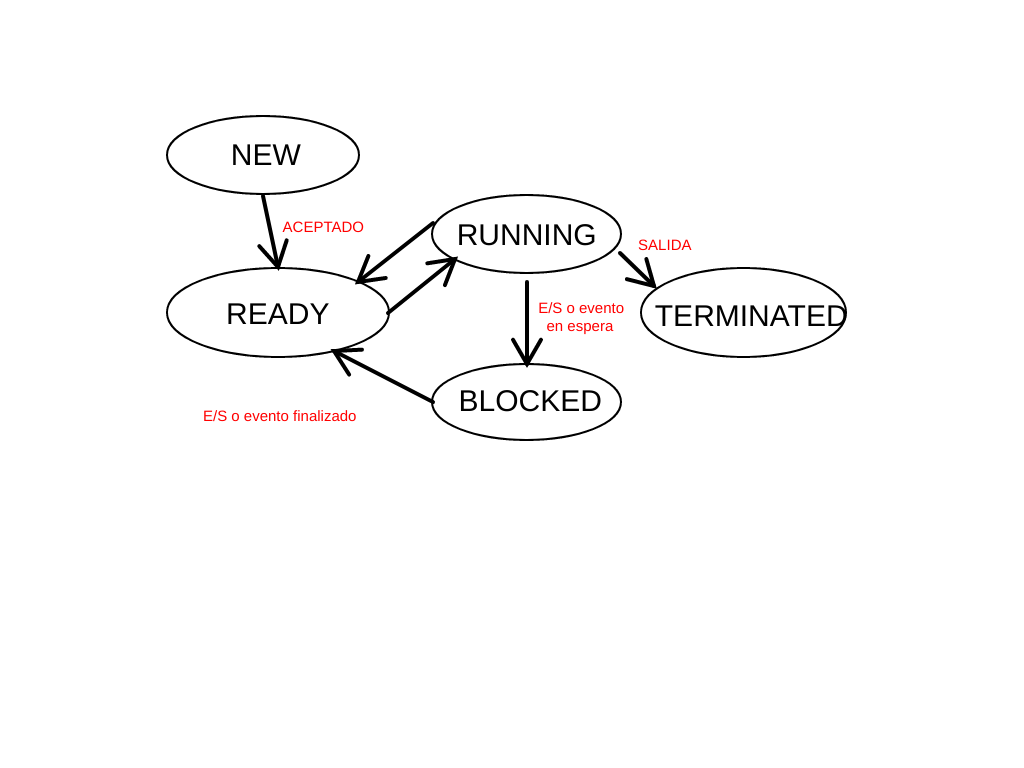 NEW
ACEPTADO
RUNNING
SALIDA
READY
E/S o evento
en espera
TERMINATED
BLOCKED
E/S o evento finalizado